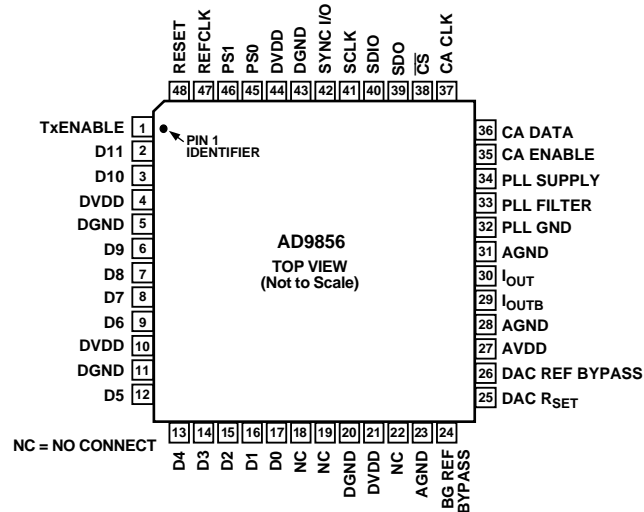 RESET
REFCLK
PS1
PS0
DVDD
DGND
SYNC I/O
SCLK
SDIO
SDO
CS
CA CLK
48 47 46 45 44 43 42 41 40 39 38 37
TxENABLE 1
D11 2
D10 3
DVDD 4
DGND 5
D9 6
D8 7
D7 8
D6 9
DVDD 10
DGND 11
D5 12
PIN 1
IDENTIFIER
AD9856
TOP VIEW
(Not to Scale)
36 CA DATA
35 CA ENABLE
34 PLL SUPPLY
33 PLL FILTER
32 PLL GND
31 AGND
30 IOUT
29 IOUTB
28 AGND
27 AVDD
26 DAC REF BYPASS
25 DAC RSET
NC = NO CONNECT
13 14 15 16 17 18 19 20 21 22 23 24
D4
D3
D2
D1
D0
NC
NC
DGND
DVDD
NC
AGND
BG REF
BYPASS